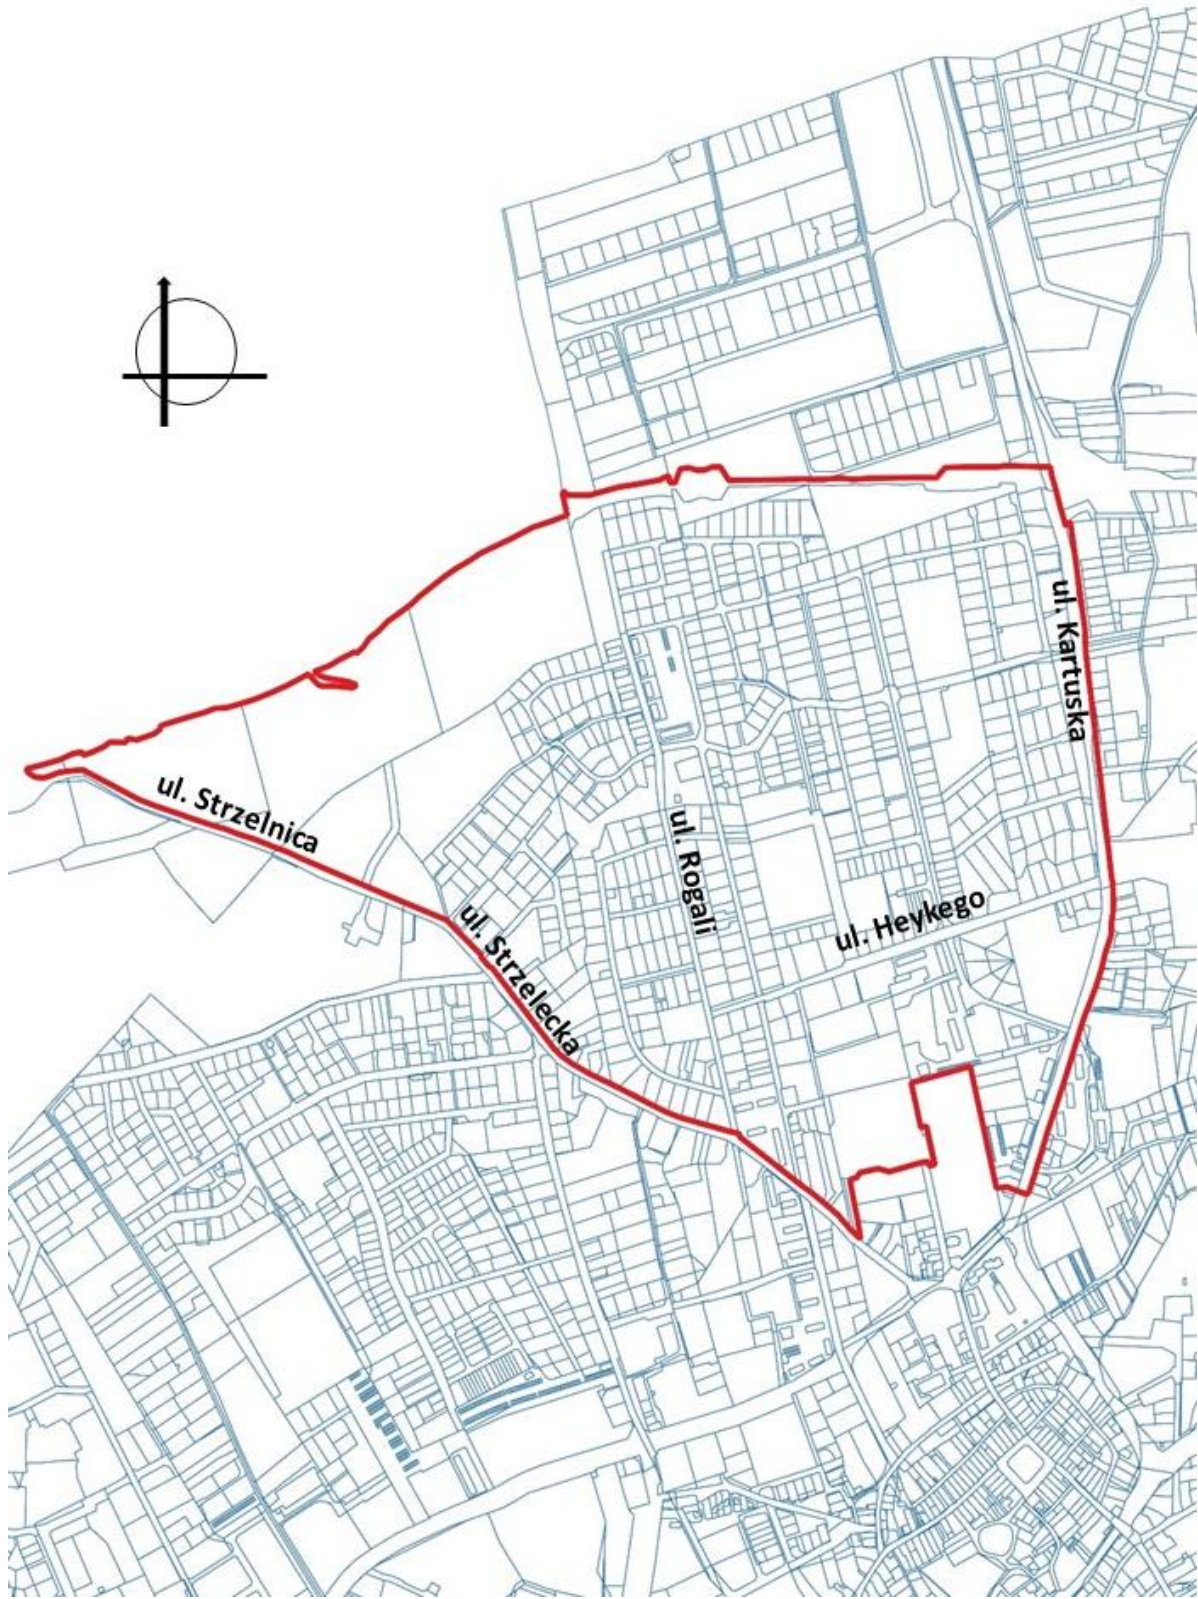 ul. Kartuska
ul. Strzelnica
ul. Rogali
ul. Heykego
ul. Strzelecka